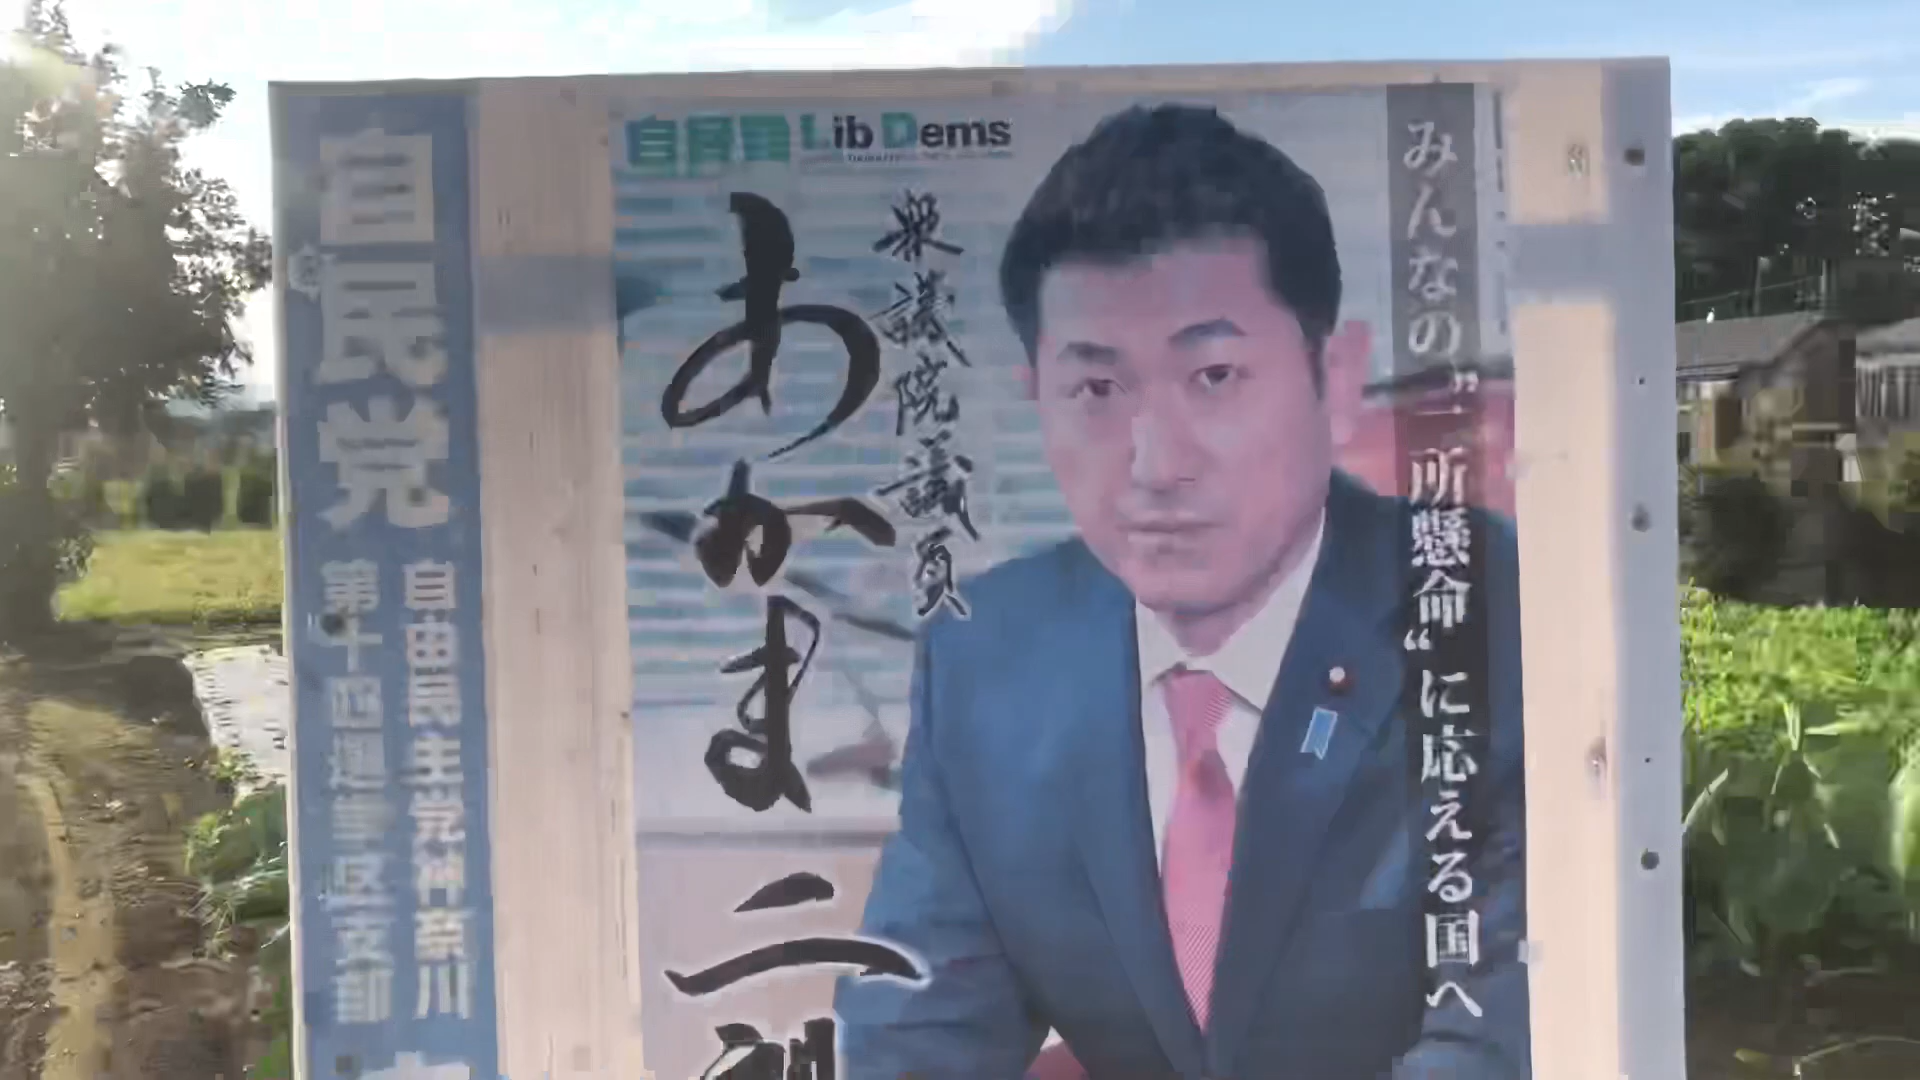 自民党
自由民主党神奈川
第十四選挙区支部
自民党 Lib Dems
衆議院議員
あかま二郎
みんなの"一所懸命"に応える国へ